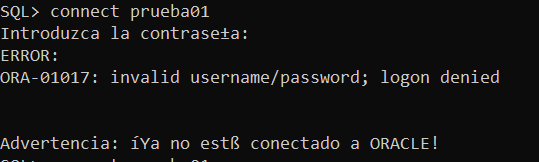 SQL> connect prueba01
Introduzca la contrase±a:
ERROR:
ORA-01017: invalid username/password; logon denied
Advertencia: íYa no estß conectado a ORACLE!